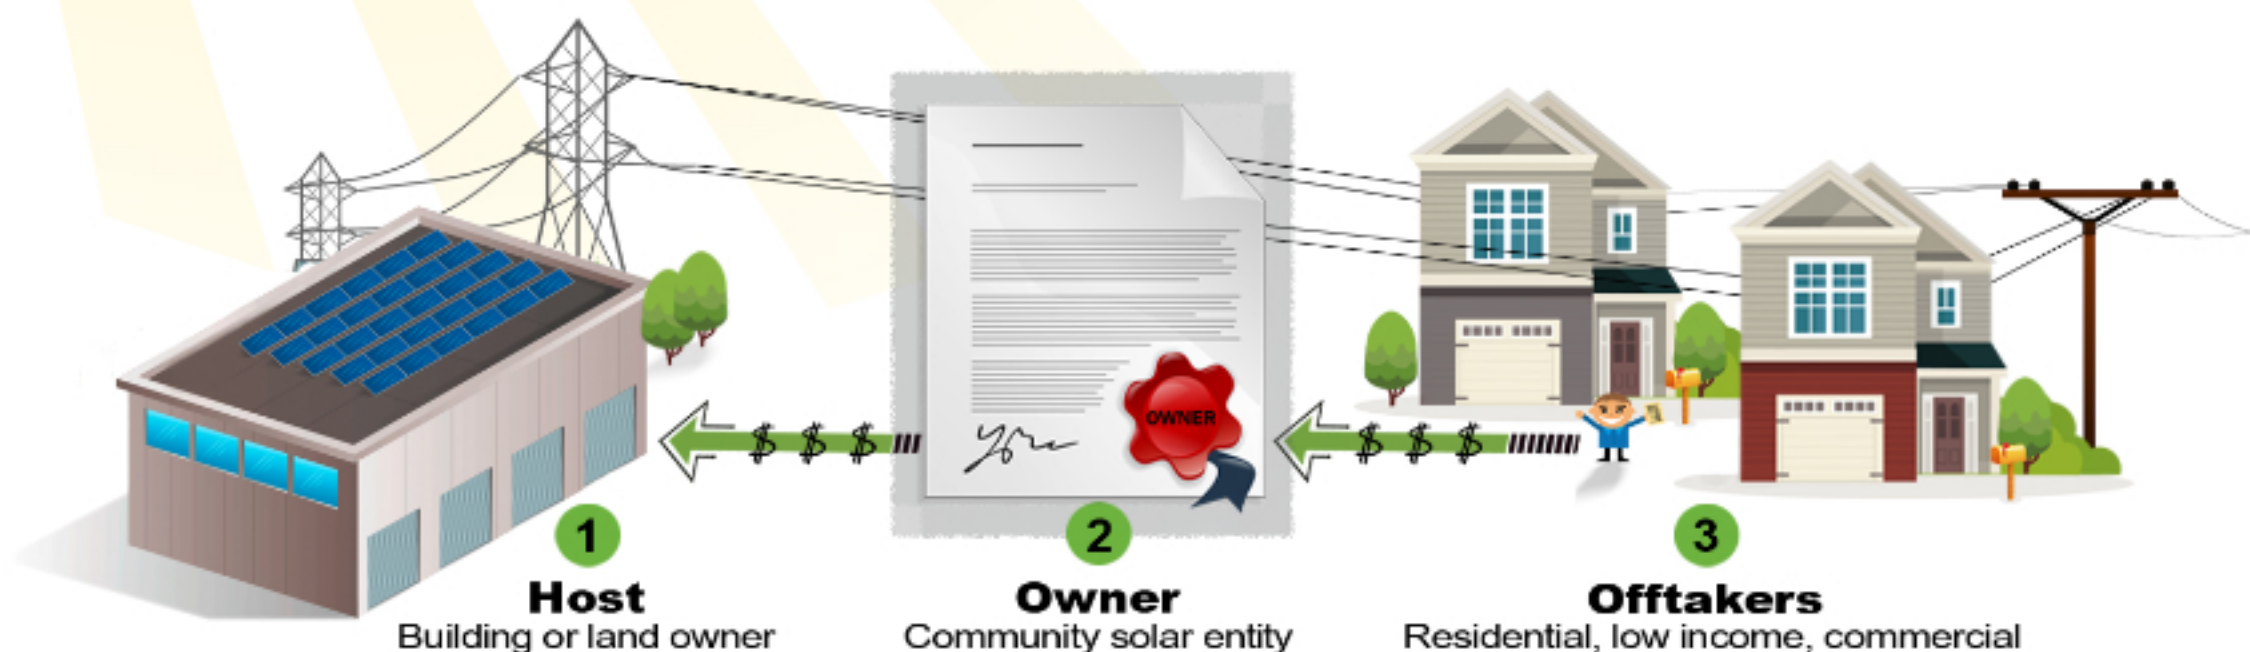 OWNER
$ $ $
$ $ $
1
Host
Building or land owner
2
Owner
Community solar entity
3
Offtakers
Residential, low income, commercial